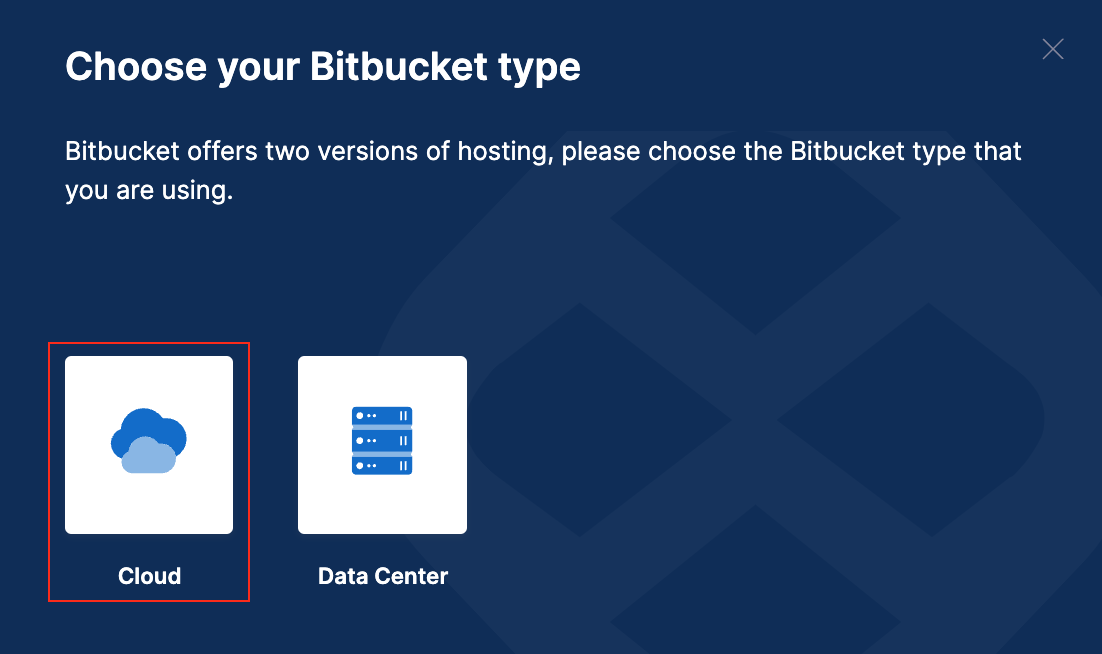 Choose your Bitbucket type
Bitbucket offers two versions of hosting, please choose the Bitbucket type that
you are using.
Cloud
Data Center